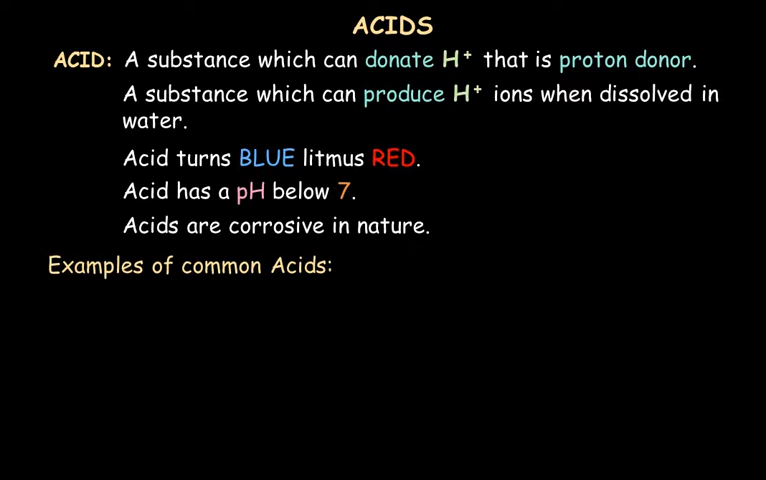 ACIDS
ACID: A substance which can donate H⁺ that is proton donor.
A substance which can produce H⁺ ions when dissolved in
water.
Acid turns BLUE litmus RED.
Acid has a pH below 7.
Acids are corrosive in nature.
Examples of common Acids: